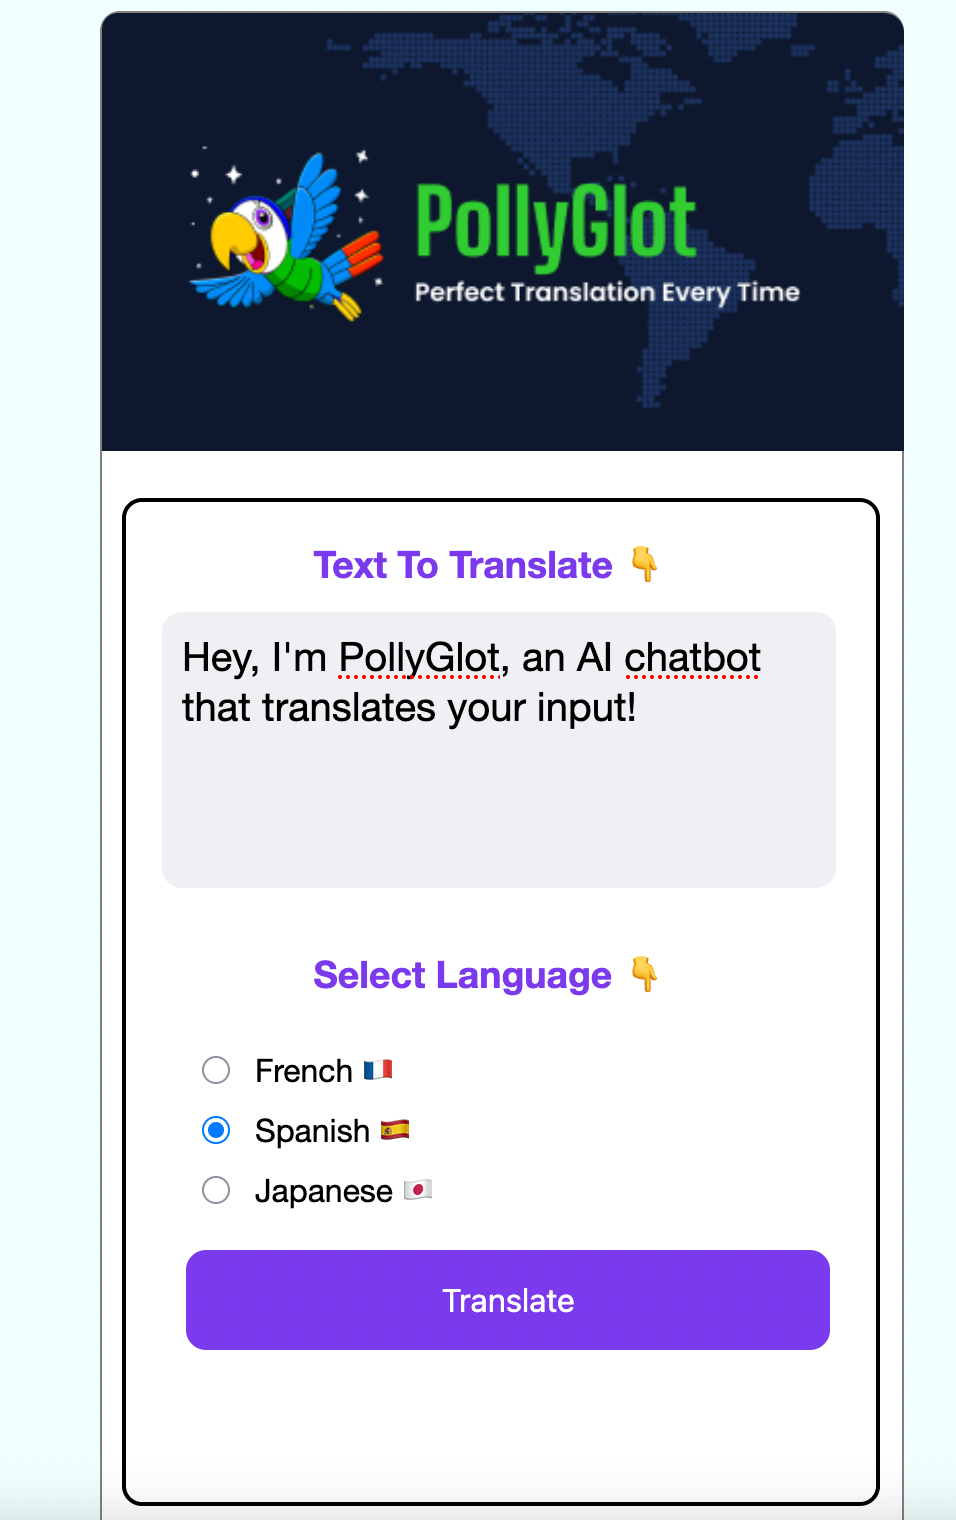 PollyGlot
Perfect Translation Every Time
Text To Translate 👇
Hey, I'm PollyGlot, an AI chatbot
that translates your input!
Select Language 👇
French 🇫🇷
Spanish 🇪🇸
Japanese 🇯🇵
Translate